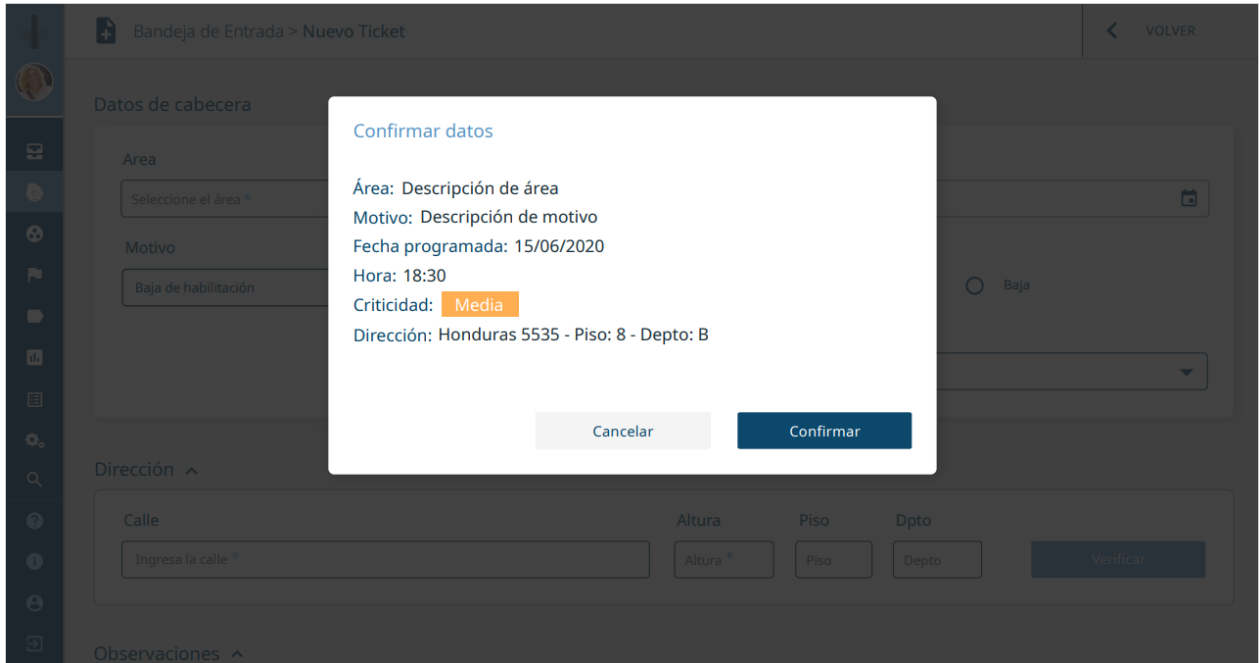 Bandeja de Entrada > Nuevo Ticket
VOLVER
Datos de cabecera
Area
Seleccione el área *
Motivo
Baja de habilitación
Baja
Confirmar datos
Área: Descripción de área
Motivo: Descripción de motivo
Fecha programada: 15/06/2020
Hora: 18:30
Criticidad: Media
Dirección: Honduras 5535 - Piso: 8 - Depto: B
Cancelar
Confirmar
Dirección
Calle
Altura
Piso
Dpto
Ingresa la calle *
Altura *
Piso
Depto
Verificar
Observaciones